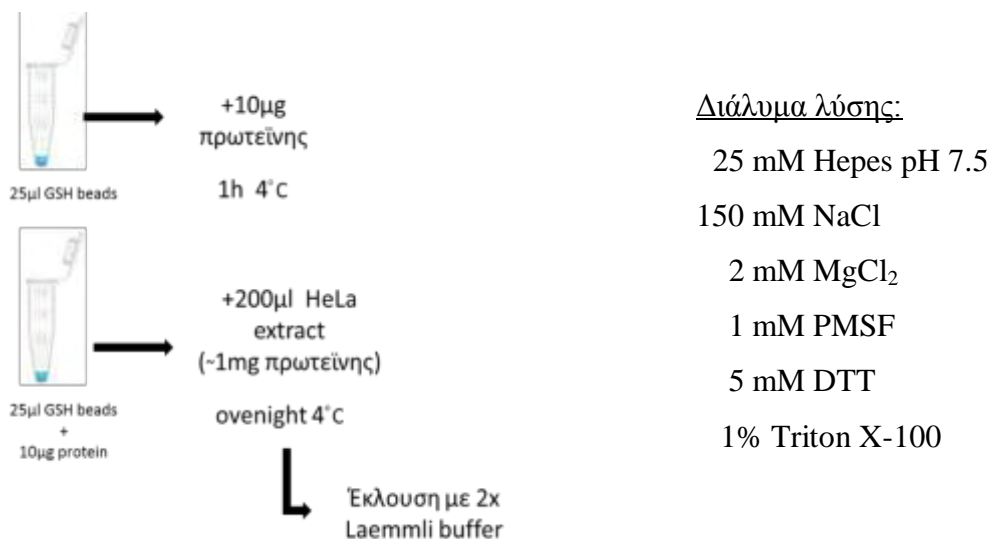 +10μg
πρωτεΐνης
1h 4°C
25μl GSH beads
+200μl HeLa
extract
(~1mg πρωτεΐνης)
ovenight 4°C
25μl GSH beads
+
10μg protein
Έκλουση με 2x
Laemmli buffer
Διάλυμα λύσης:
25 mM Hepes pH 7.5
150 mM NaCl
2 mM MgCl₂
1 mM PMSF
5 mM DTT
1% Triton X-100